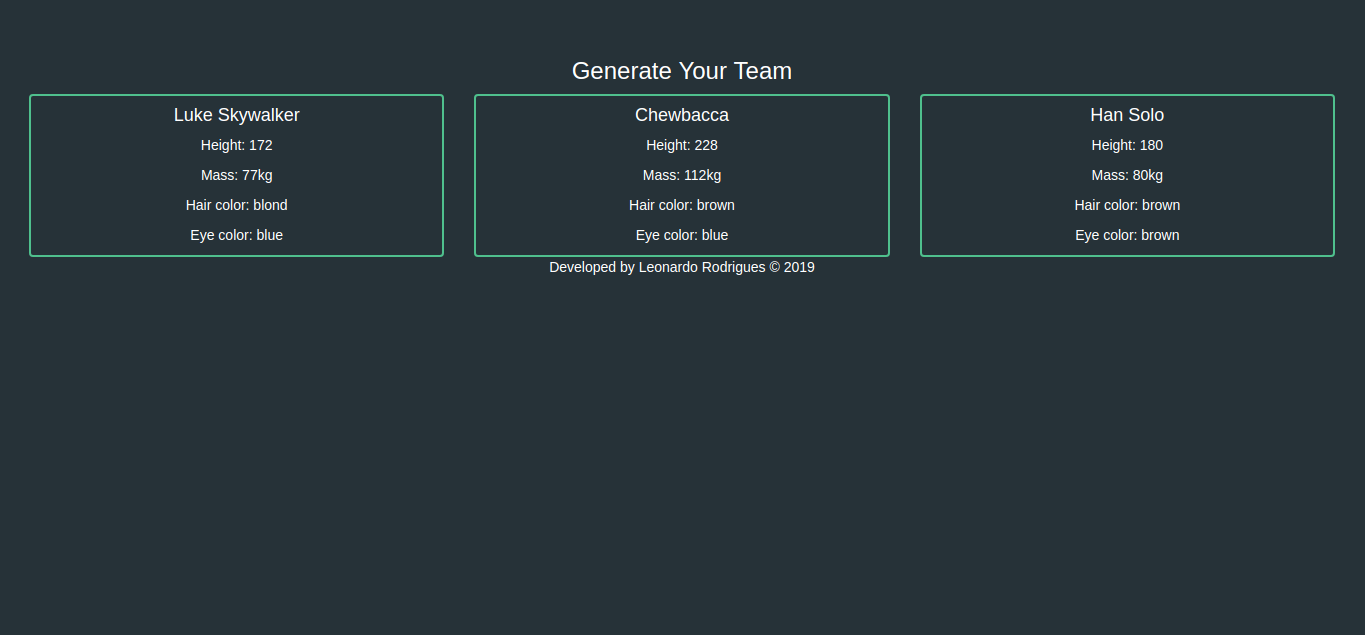 Generate Your Team
Luke Skywalker
Height: 172
Mass: 77kg
Hair color: blond
Eye color: blue
Chewbacca
Height: 228
Mass: 112kg
Hair color: brown
Eye color: blue
Han Solo
Height: 180
Mass: 80kg
Hair color: brown
Eye color: brown
Developed by Leonardo Rodrigues © 2019